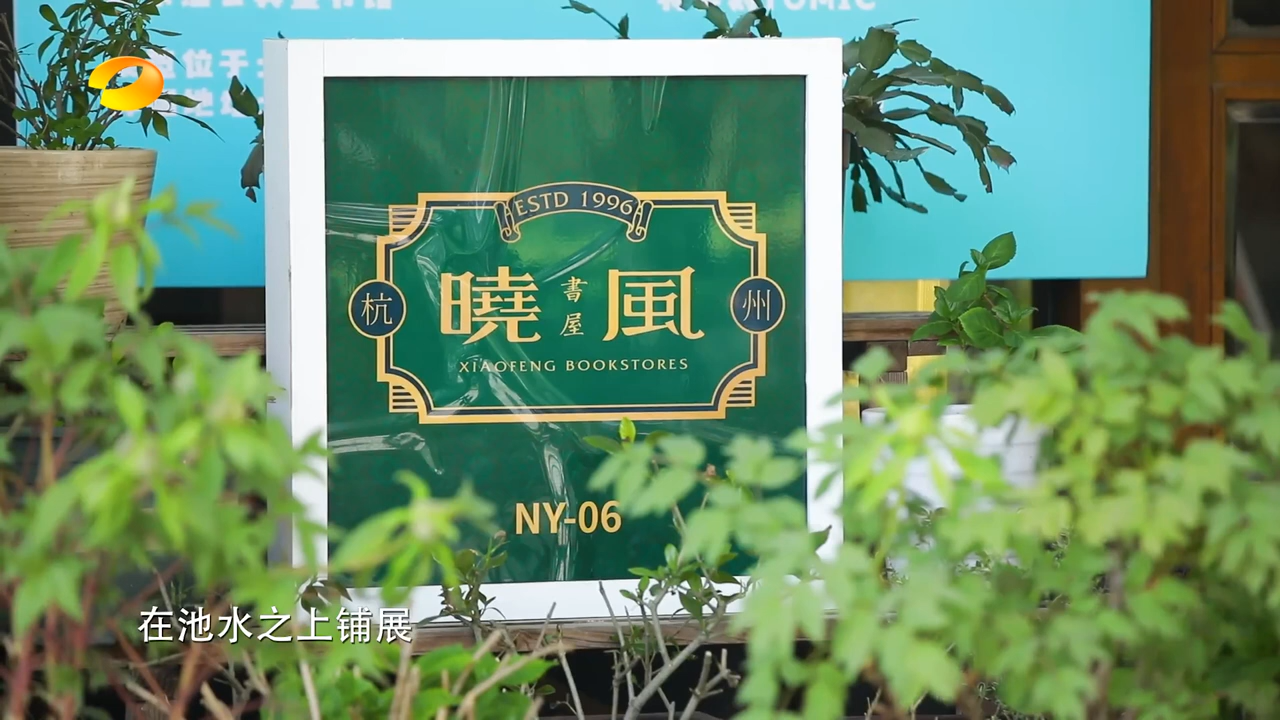 ESTD 1996
杭
曉風
書屋
州
XIAOFENG BOOKSTORES
NY-06
在池水之上铺展